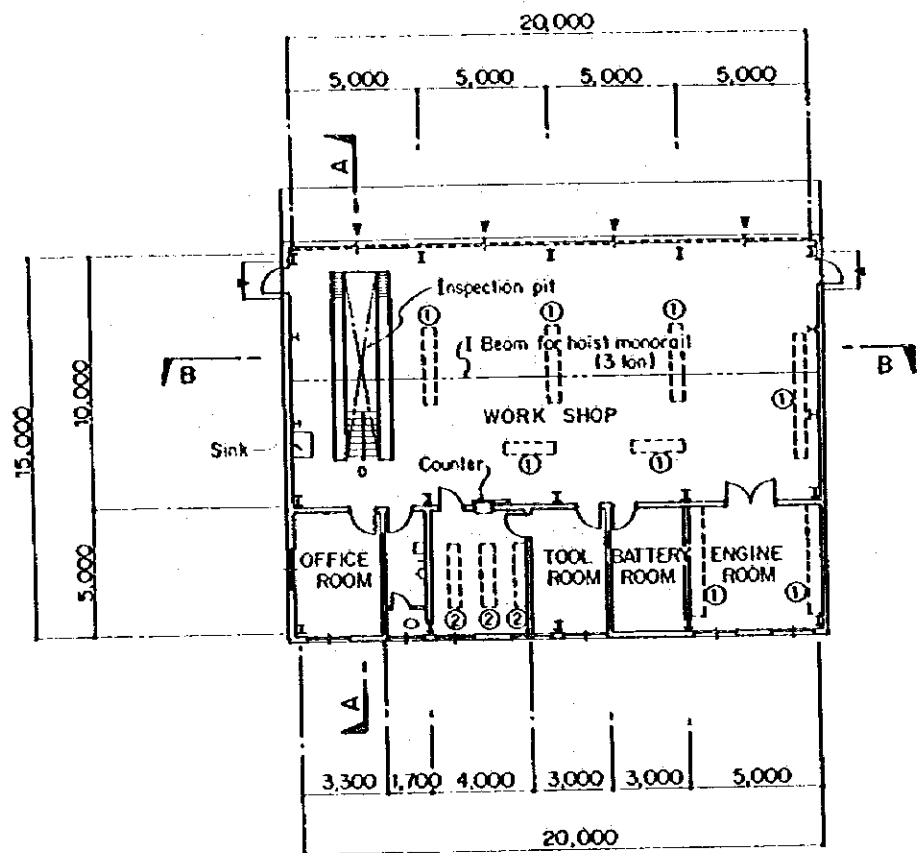 20,000
5,000 5,000 5,000 5,000
A
Inspection pit
① ① ①
I Beam for hoist monorail
(3 ton)
B B
10,000
15,000
①
WORK SHOP
Sink
① ①
Counter
5,000
OFFICE ROOM
TOOL ROOM
BATTERY ROOM
ENGINE ROOM
① ①
② ② ②
A
3,300 1,700 4,000 3,000 3,000 5,000
20,000